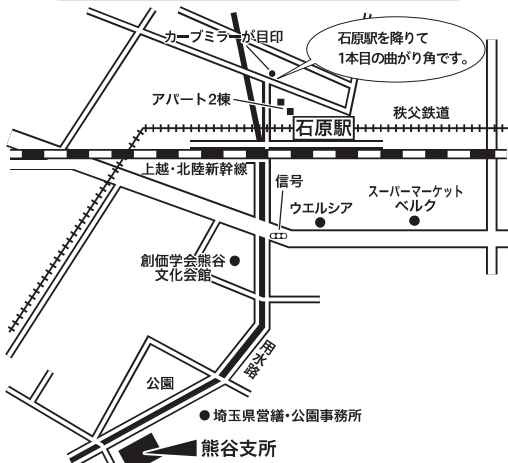 カーブミラーが目印
石原駅を降りて
1本目の曲がり角です。
アパート2棟
石原駅
秩父鉄道
上越・北陸新幹線
信号
ウエルシア
スーパーマーケット
ベルク
創価学会熊谷
文化会館
用水路
公園
埼玉県営繕・公園事務所
熊谷支所